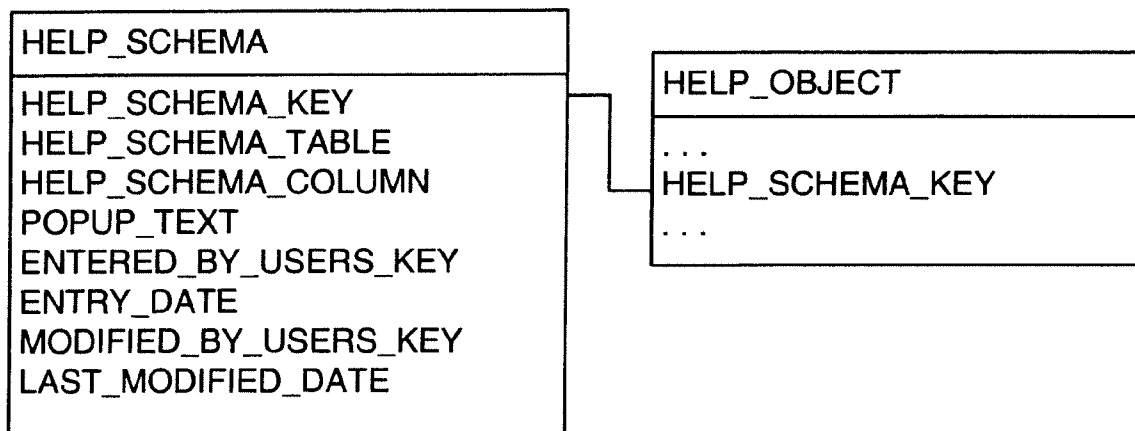 HELP_SCHEMA
HELP_SCHEMA_KEY
HELP_SCHEMA_TABLE
HELP_SCHEMA_COLUMN
POPUP_TEXT
ENTERED_BY_USERS_KEY
ENTRY_DATE
MODIFIED_BY_USERS_KEY
LAST_MODIFIED_DATE
HELP_OBJECT
...
HELP_SCHEMA_KEY
...